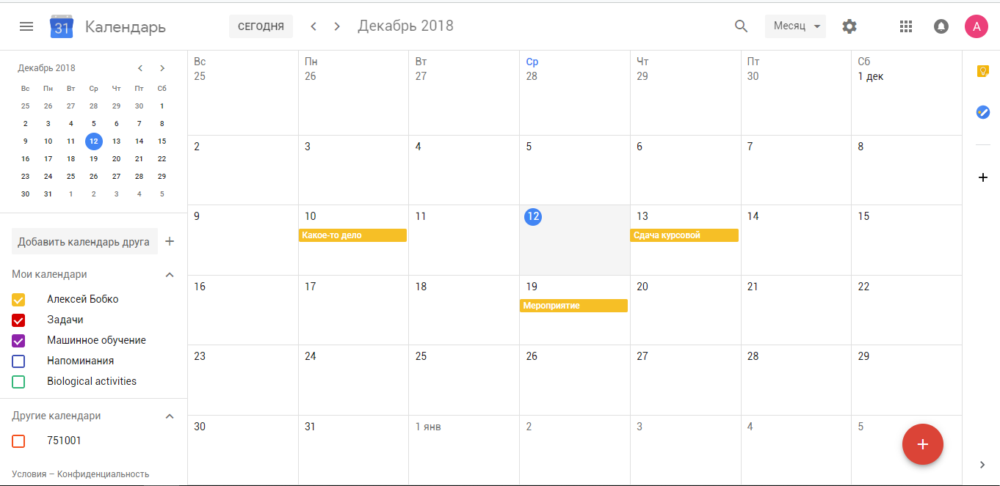 31 Календарь СЕГОДНЯ Декабрь 2018 Месяц А
Декабрь 2018
Вс Пн Вт Ср Чт Пт Сб
25 26 27 28 29 30 1
2 3 4 5 6 7 8
9 10 11 12 13 14 15
16 17 18 19 20 21 22
23 24 25 26 27 28 29
30 31 1 2 3 4 5
Добавить календарь друга +
Мои календари
Алексей Бобко
Задачи
Машинное обучение
Напоминания
Biological activities
Другие календари
751001
Условия – Конфиденциальность
Вс Пн Вт Ср Чт Пт Сб
25 26 27 28 29 30 1 дек
2 3 4 5 6 7 8
9 10 11 12 13 14 15
Какое-то дело Сдача курсовой
16 17 18 19 20 21 22
Мероприятие
23 24 25 26 27 28 29
30 31 1 янв 2 3 4 5